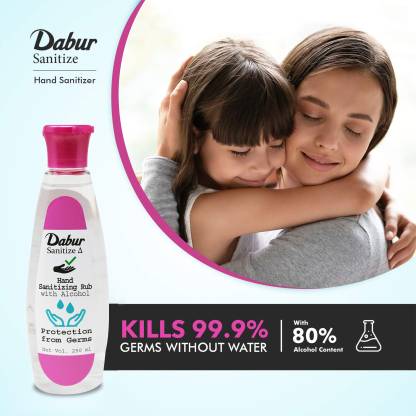 Dabur
Sanitize
Hand Sanitizer
Dabur
Sanitize
Hand
Sanitizing Rub
with Alcohol
Protection
from Germs
Net Vol. 250 ml
KILLS 99.9%
GERMS WITHOUT WATER
With
80%
Alcohol Content